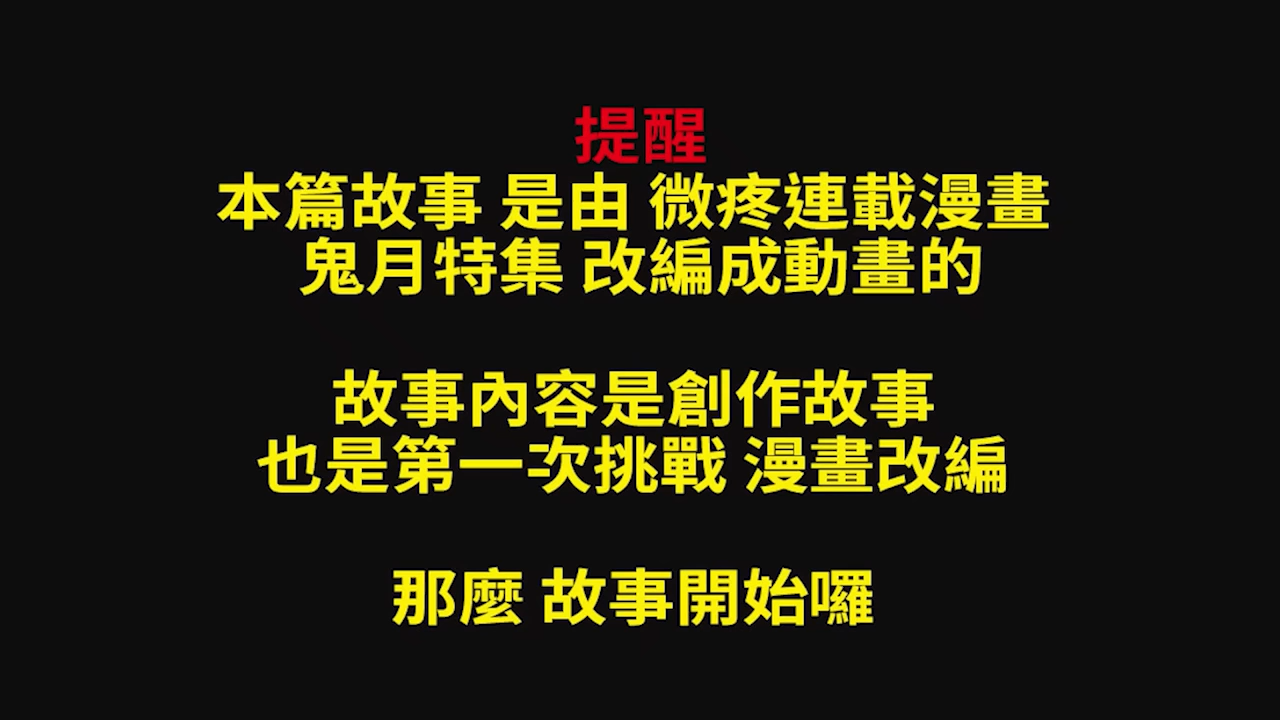 提醒
本篇故事 是由 微疼連載漫畫
鬼月特集 改編成動畫的
故事內容是創作故事
也是第一次挑戰 漫畫改編
那麼 故事開始囉